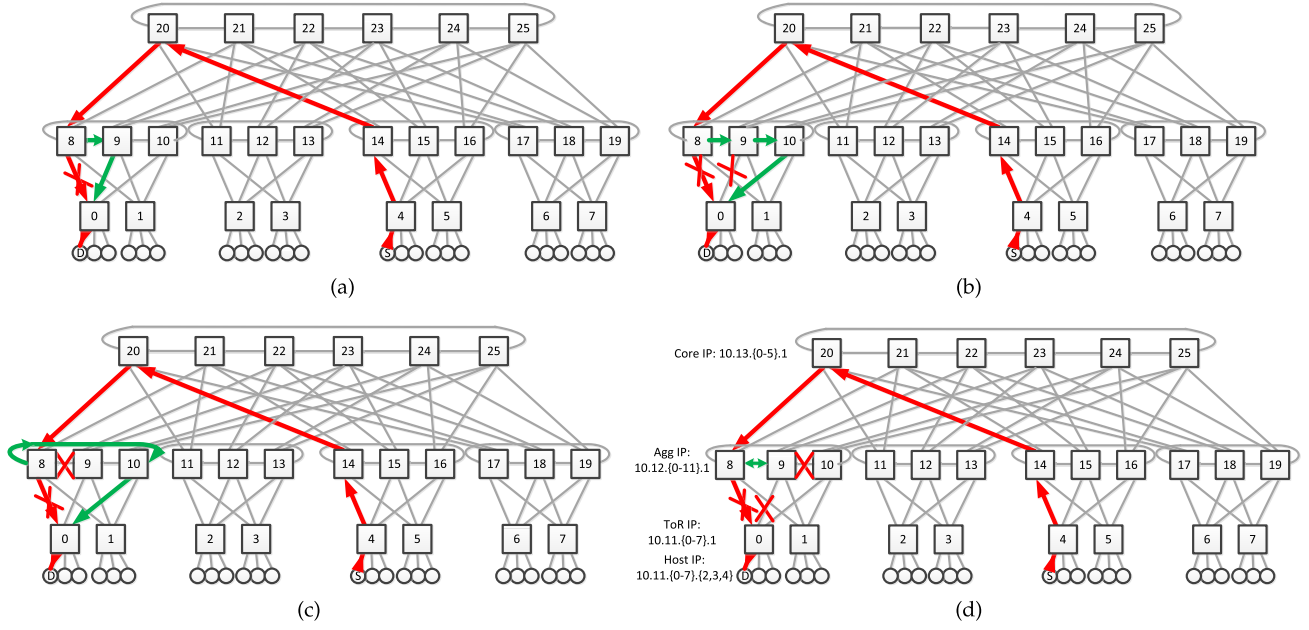 20 21 22 23 24 25
8 9 10 11 12 13 14 15 16 17 18 19
0 1 2 3 4 5 6 7
D S
(a)
20 21 22 23 24 25
8 9 10 11 12 13 14 15 16 17 18 19
0 1 2 3 4 5 6 7
D S
(b)
20 21 22 23 24 25
8 9 10 11 12 13 14 15 16 17 18 19
0 1 2 3 4 5 6 7
D S
(c)
Core IP: 10.13.{0-5}.1
20 21 22 23 24 25
Agg IP:
10.12.{0-11}.1
8 9 10 11 12 13 14 15 16 17 18 19
ToR IP:
10.11.{0-7}.1
0 1 2 3 4 5 6 7
Host IP:
10.11.{0-7}.{2,3,4}
D S
(d)